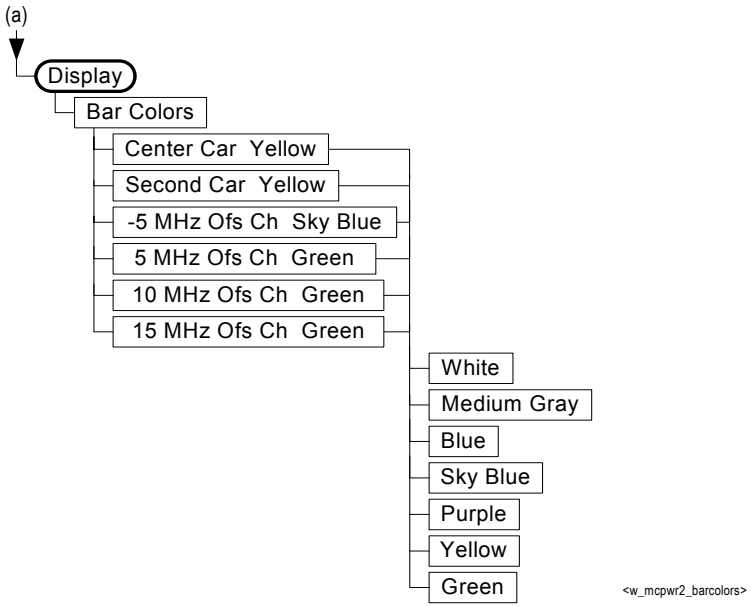 (a)
Display
Bar Colors
Center Car Yellow
Second Car Yellow
-5 MHz Ofs Ch Sky Blue
5 MHz Ofs Ch Green
10 MHz Ofs Ch Green
15 MHz Ofs Ch Green
White
Medium Gray
Blue
Sky Blue
Purple
Yellow
Green
<w_mcpwr2_barcolors>